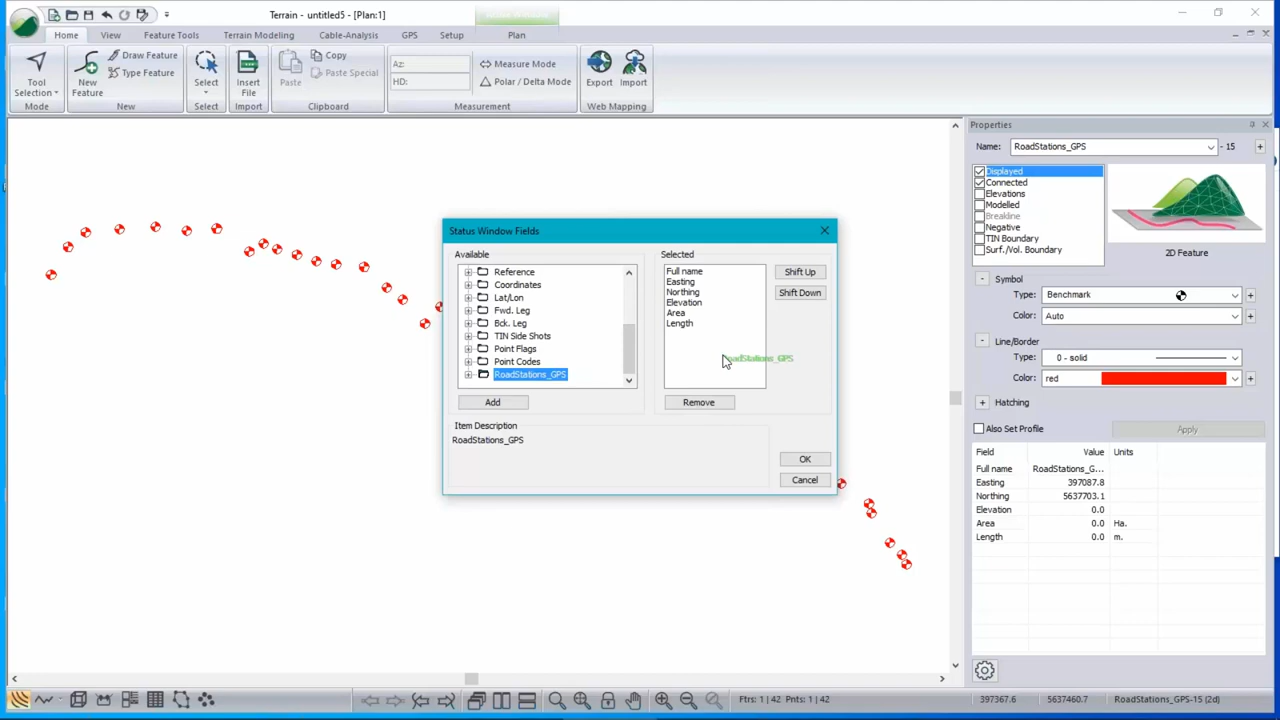 Terrain - untitled5 - [Plan:1]
Home View Feature Tools Terrain Modeling Cable-Analysis GPS Setup Plan
Tool Selection
Mode
New Feature
Draw Feature
Type Feature
New
Select
Select
Insert File
Import
Paste
Copy
Paste Special
Clipboard
Az:
HD:
Measure Mode
Polar / Delta Mode
Measurement
Export
Import
Web Mapping
Status Window Fields
Available
Reference
Coordinates
Lat/Lon
Fwd. Leg
Bck. Leg
TIN Side Shots
Point Flags
Point Codes
RoadStations_GPS
Add
Selected
Full name
Easting
Northing
Elevation
Area
Length
RoadStations_GPS
Shift Up
Shift Down
Remove
Item Description
RoadStations_GPS
OK
Cancel
Properties
Name: RoadStations_GPS - 15
Displayed
Connected
Elevations
Modelled
Breakline
Negative
TIN Boundary
Surf./Vol. Boundary
2D Feature
Symbol
Type: Benchmark
Color: Auto
Line/Border
Type: 0 - solid
Color: red
Hatching
Also Set Profile Apply
Field Value Units
Full name RoadStations_G...
Easting 397087.8
Northing 5637703.1
Elevation 0.0
Area 0.0 Ha.
Length 0.0 m.
Ftrs: 1 | 42 Pnts: 1 | 42 397367.6 5637460.7 RoadStations_GPS-15 (2d)